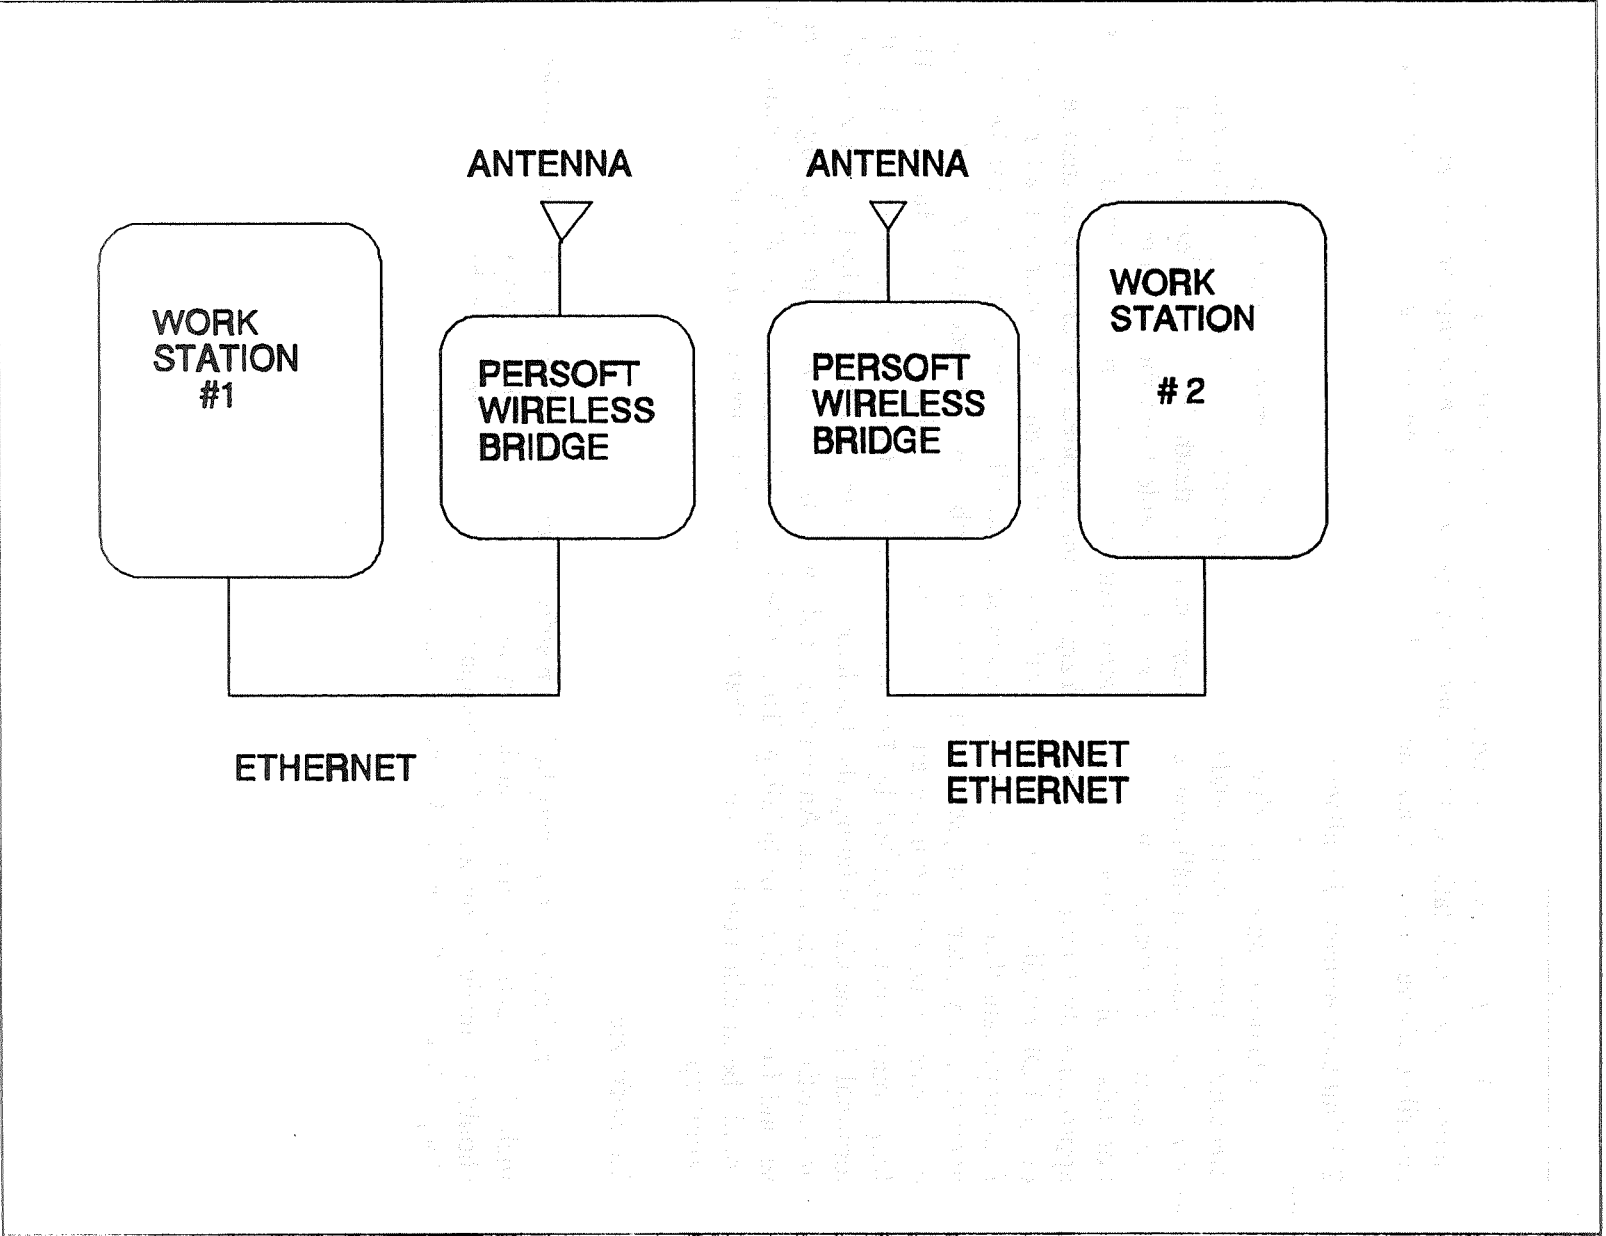 ANTENNA
ANTENNA
WORK
STATION
#1
PERSOFT
WIRELESS
BRIDGE
PERSOFT
WIRELESS
BRIDGE
WORK
STATION
# 2
ETHERNET
ETHERNET
ETHERNET